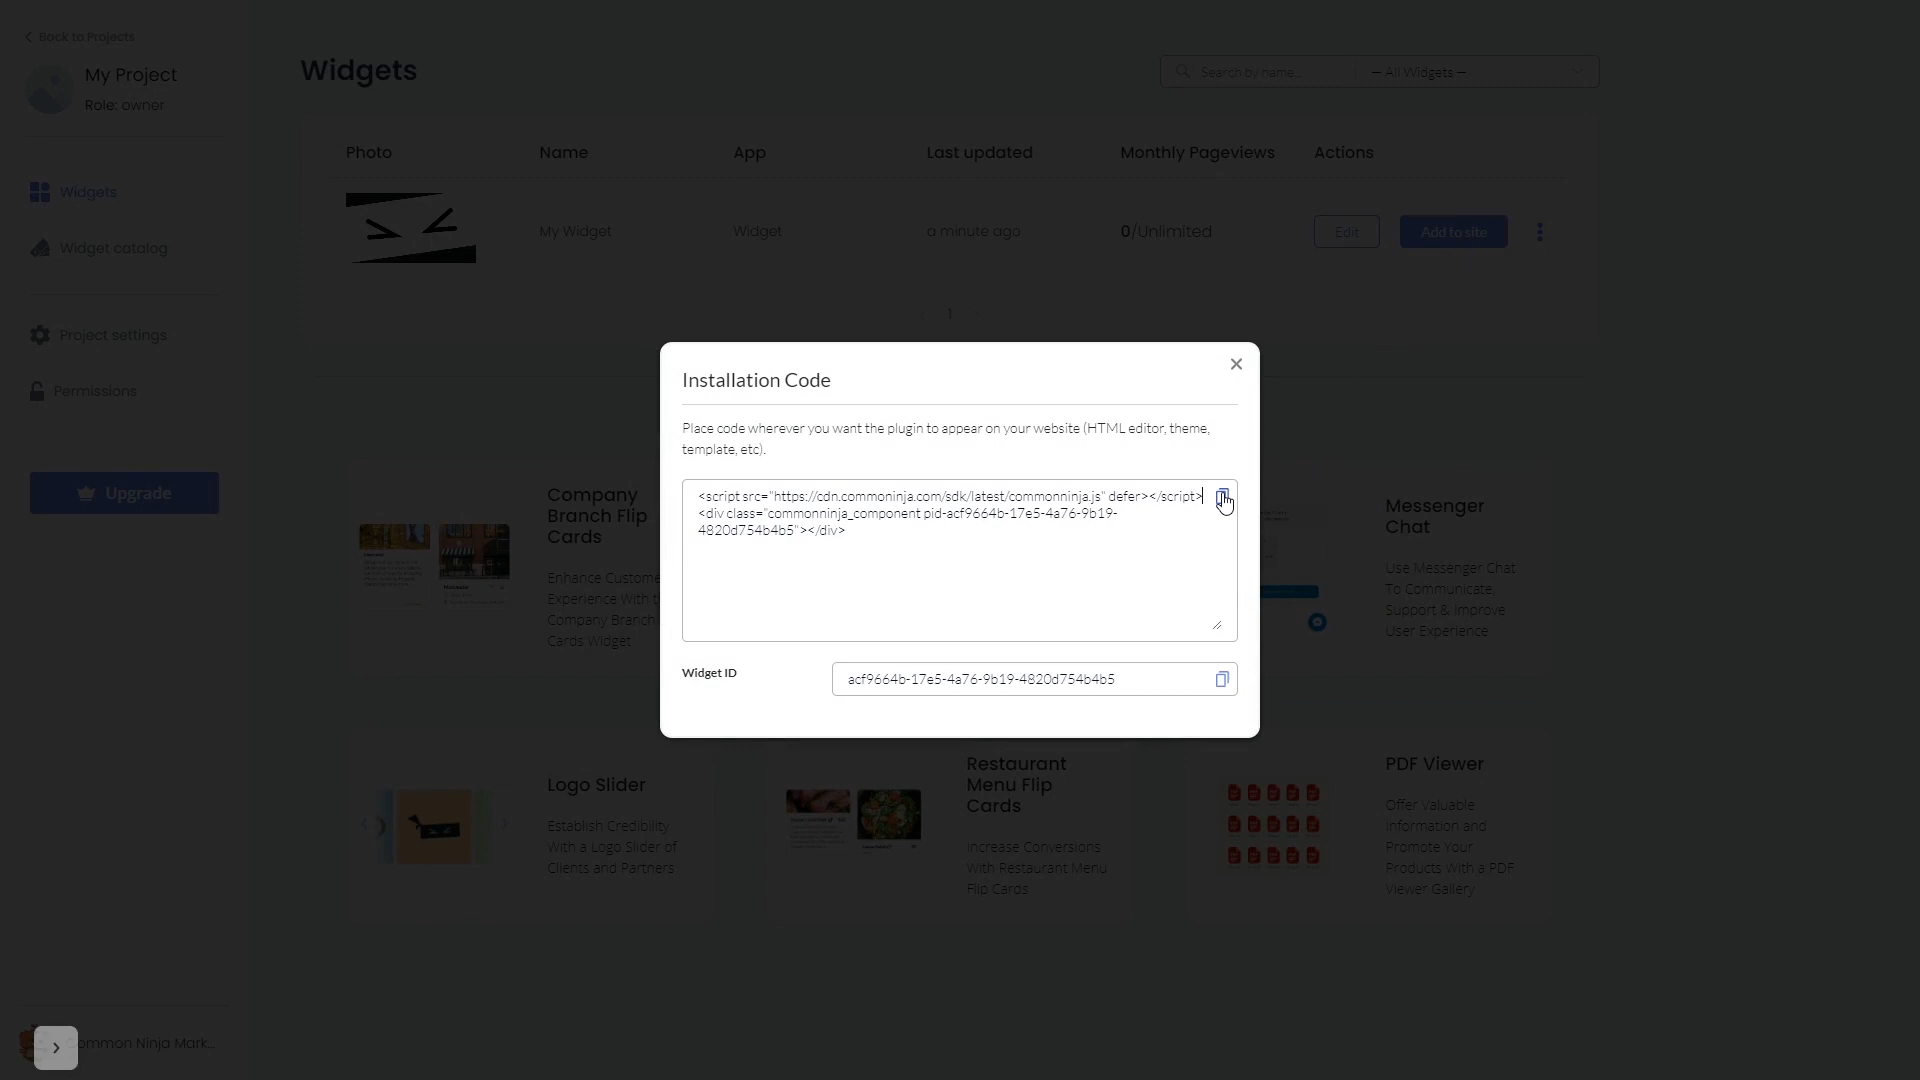 Back to Projects
My Project
Role: owner
Widgets
Widget catalog
Project settings
Permissions
Upgrade
Widgets
Search by name...
— All Widgets —
Photo
Name
App
Last updated
Monthly Pageviews
Actions
My Widget
Widget
a minute ago
0/Unlimited
Edit
Add to site
1
Installation Code
Place code wherever you want the plugin to appear on your website (HTML editor, theme,
template, etc).
<script src="https://cdn.commoninja.com/sdk/latest/commonninja.js" defer></script>
<div class="commonninja_component pid-acf9664b-17e5-4a76-9b19-
4820d754b4b5"></div>
Widget ID
acf9664b-17e5-4a76-9b19-4820d754b4b5
Company
Branch Flip
Cards
Enhance Custome
Experience With
Company Branch
Cards Widget
Messenger
Chat
Use Messenger Chat
To Communicate,
Support & Improve
User Experience
Logo Slider
Establish Credibility
With a Logo Slider of
Clients and Partners
Restaurant
Menu Flip
Cards
Increase Conversions
With Restaurant Menu
Flip Cards
PDF Viewer
Offer Valuable
Information and
Promote Your
Products With a PDF
Viewer Gallery
ommon Ninja Mark...